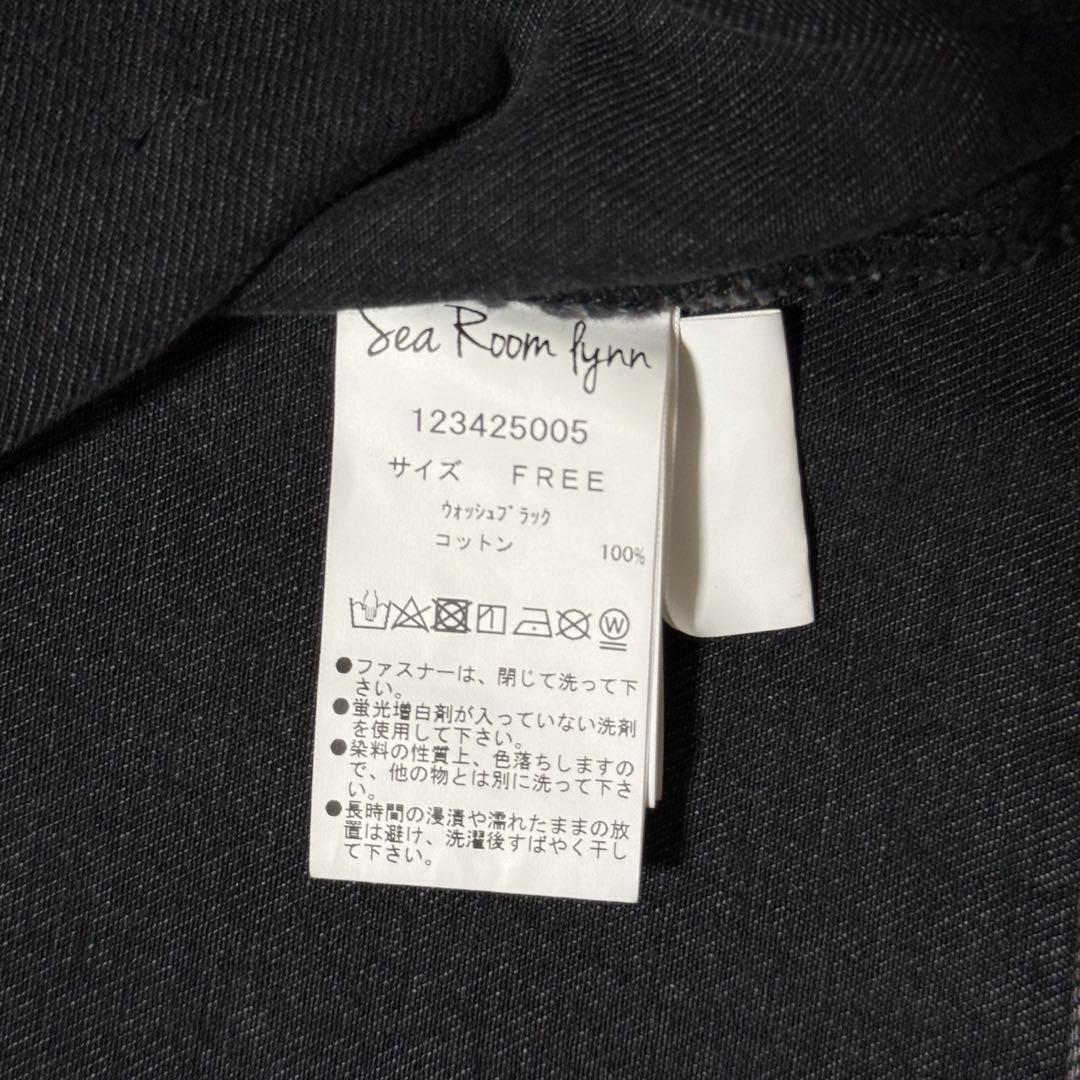 Sea Room lynn
123425005
サイズ FREE
ウォッシュブラック
コットン 100%
W
●ファスナーは、閉じて洗って下
さい。
●蛍光増白剤が入っていない洗剤
を使用して下さい。
●染料の性質上、色落ちしますの
で、他の物とは別に洗って下さ
い。
●長時間の浸漬や濡れたままの放
置は避け、洗濯後すばやく干し
て下さい。